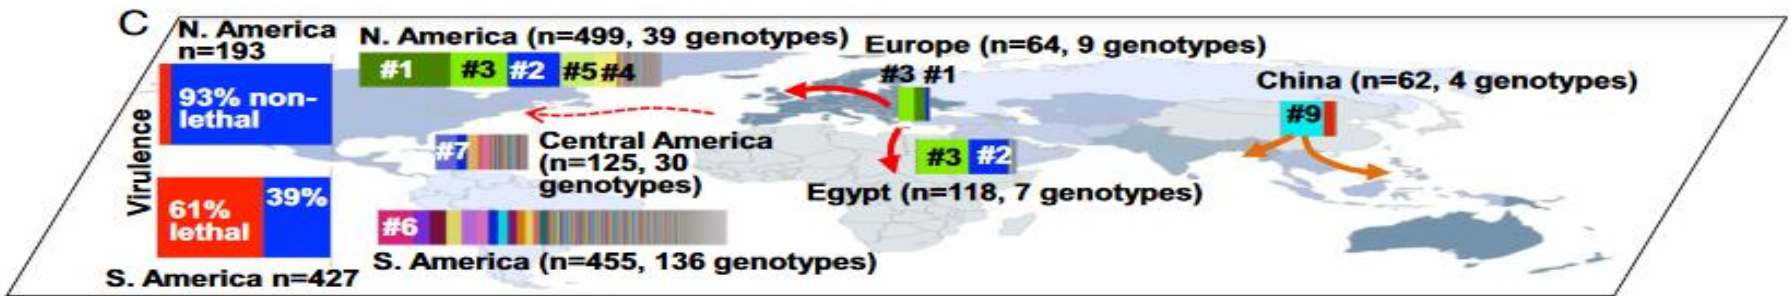 C
N. America
n=193
93% non-
lethal
Virulence
61%
lethal
39%
S. America n=427
N. America (n=499, 39 genotypes)
#1 #3 #2 #5 #4
Europe (n=64, 9 genotypes)
#3 #1
China (n=62, 4 genotypes)
#9
#7
Central America
(n=125, 30
genotypes)
#3 #2
Egypt (n=118, 7 genotypes)
#6
S. America (n=455, 136 genotypes)